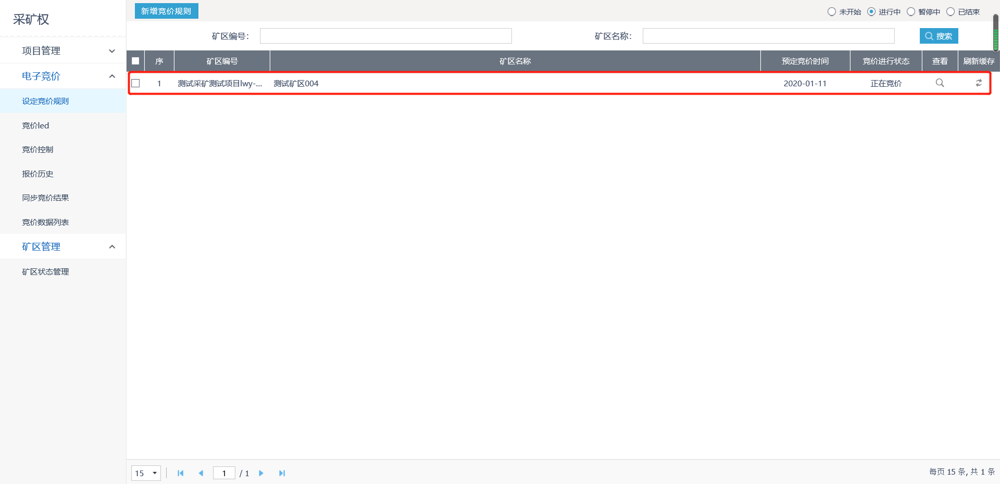 采矿权
项目管理
电子竞价
设定竞价规则
竞价led
竞价控制
报价历史
同步竞价结果
竞价数据列表
矿区管理
矿区状态管理
新增竞价规则
未开始 进行中 暂停中 已结束
矿区编号： 矿区名称： 搜索
序 矿区编号 矿区名称 预定竞价时间 竞价进行状态 查看 刷新缓存
1 测试采矿测试项目lwy-... 测试矿区004 2020-01-11 正在竞价
15 1 / 1 每页 15 条, 共 1 条